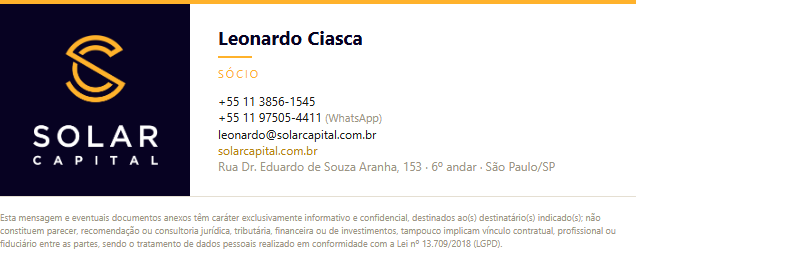 SOLAR
CAPITAL
Leonardo Ciasca
SÓCIO
+55 11 3856-1545
+55 11 97505-4411 (WhatsApp)
leonardo@solarcapital.com.br
solarcapital.com.br
Rua Dr. Eduardo de Souza Aranha, 153 · 6º andar · São Paulo/SP
Esta mensagem e eventuais documentos anexos têm caráter exclusivamente informativo e confidencial, destinados ao(s) destinatário(s) indicado(s); não
constituem parecer, recomendação ou consultoria jurídica, tributária, financeira ou de investimentos, tampouco implicam vínculo contratual, profissional ou
fiduciário entre as partes, sendo o tratamento de dados pessoais realizado em conformidade com a Lei nº 13.709/2018 (LGPD).